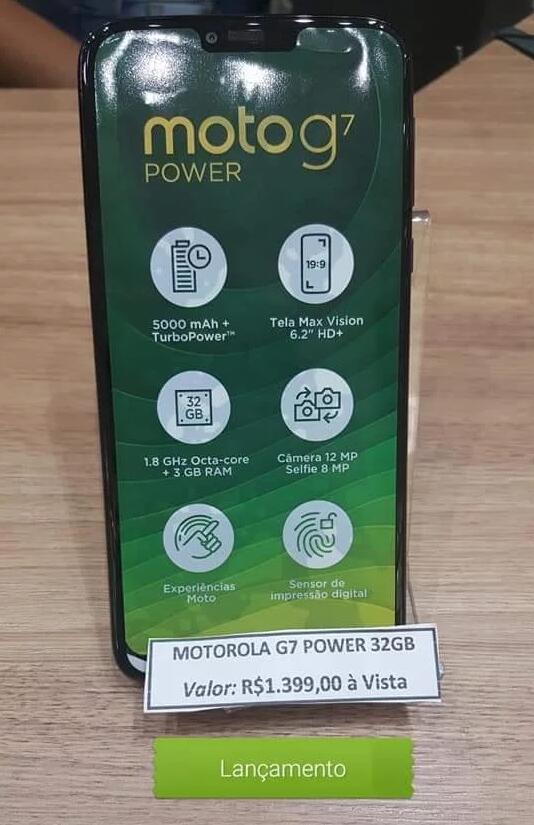 moto g7
POWER
5000 mAh +
TurboPower™
19:9
Tela Max Vision
6.2" HD+
32
GB
1.8 GHz Octa-core
+ 3 GB RAM
Câmera 12 MP
Selfie 8 MP
Experiências
Moto
Sensor de
impressão digital
MOTOROLA G7 POWER 32GB
Valor: R$1.399,00 à Vista
Lançamento